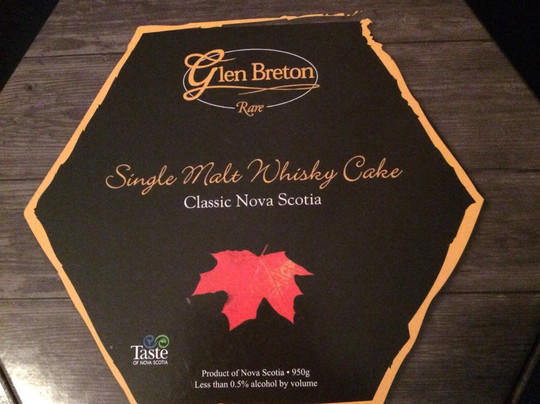 Glen Breton
Rare
Single Malt Whisky Cake
Classic Nova Scotia
Taste
OF NOVA SCOTIA
Product of Nova Scotia • 950g
Less than 0.5% alcohol by volume